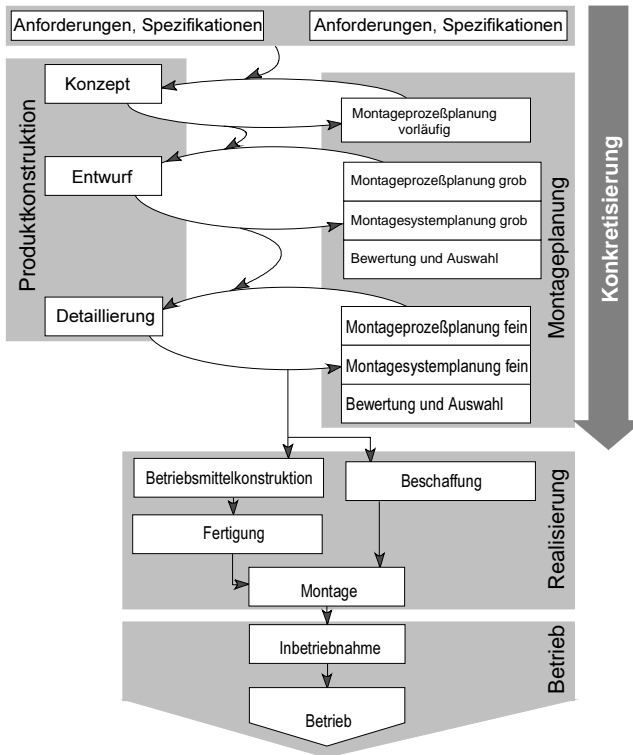 Anforderungen, Spezifikationen
Anforderungen, Spezifikationen
Produktkonstruktion
Konzept
Entwurf
Detaillierung
Montageprozeßplanung
vorläufig
Montageprozeßplanung grob
Montagesystemplanung grob
Bewertung und Auswahl
Montageprozeßplanung fein
Montagesystemplanung fein
Bewertung und Auswahl
Montageplanung
Konkretisierung
Betriebsmittelkonstruktion
Beschaffung
Fertigung
Montage
Realisierung
Inbetriebnahme
Betrieb
Betrieb